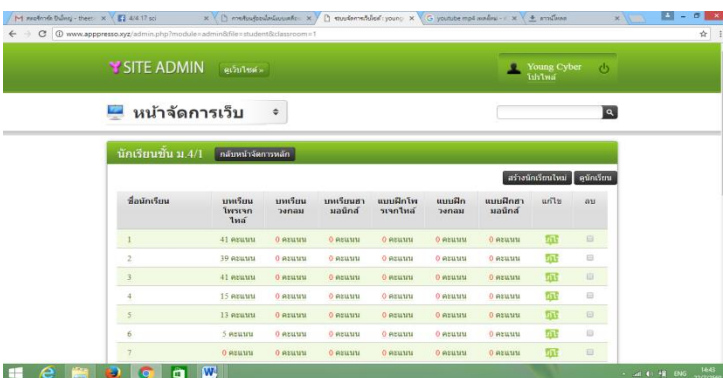 4/4 17 sci
youtube mp4
www.apppresso.xyz/admin.php?module=admin&file=student&classroom=1
SITE ADMIN
ดูเว็บไซต์ »
Young Cyber
โปรไฟล์
หน้าจัดการเว็บ
นักเรียนชั้น ม.4/1 กลับหน้าจัดการหลัก
สร้างนักเรียนใหม่ ดูนักเรียน
ชื่อนักเรียน บทเรียนโพรเจกไทล์ บทเรียนวงกลม บทเรียนฮาร์มอนิกส์ แบบฝึกโพรเจกไทล์ แบบฝึกวงกลม แบบฝึกฮาร์มอนิกส์ แก้ไข ลบ
1 41 คะแนน 0 คะแนน 0 คะแนน 0 คะแนน 0 คะแนน 0 คะแนน
2 39 คะแนน 0 คะแนน 0 คะแนน 0 คะแนน 0 คะแนน 0 คะแนน
3 41 คะแนน 0 คะแนน 0 คะแนน 0 คะแนน 0 คะแนน 0 คะแนน
4 15 คะแนน 0 คะแนน 0 คะแนน 0 คะแนน 0 คะแนน 0 คะแนน
5 13 คะแนน 0 คะแนน 0 คะแนน 0 คะแนน 0 คะแนน 0 คะแนน
6 5 คะแนน 0 คะแนน 0 คะแนน 0 คะแนน 0 คะแนน 0 คะแนน
7 0 คะแนน 0 คะแนน 0 คะแนน 0 คะแนน 0 คะแนน 0 คะแนน
ENG 14:43